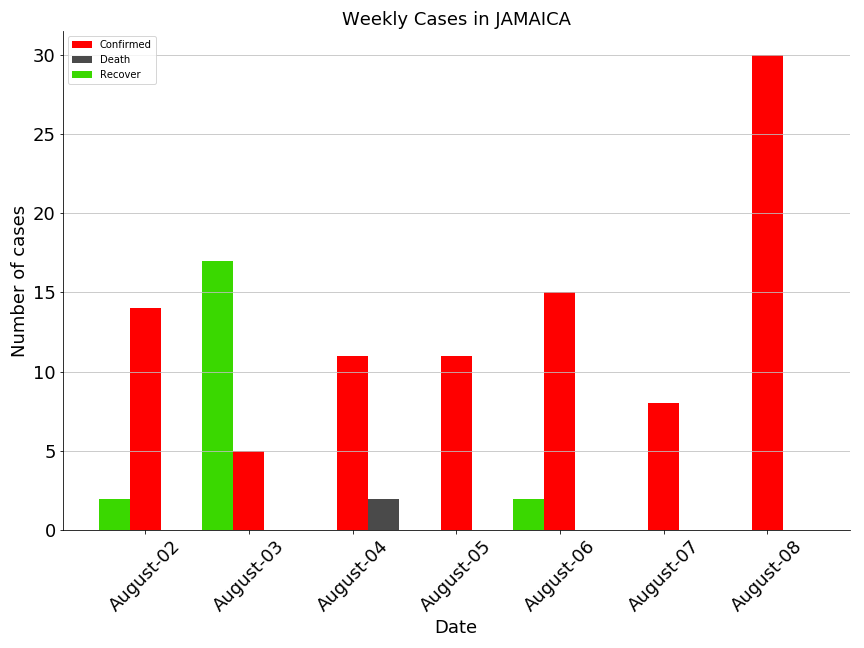 Weekly Cases in JAMAICA
Confirmed
Death
Recover
Number of cases
30
25
20
15
10
5
0
August-02
August-03
August-04
August-05
August-06
August-07
August-08
Date